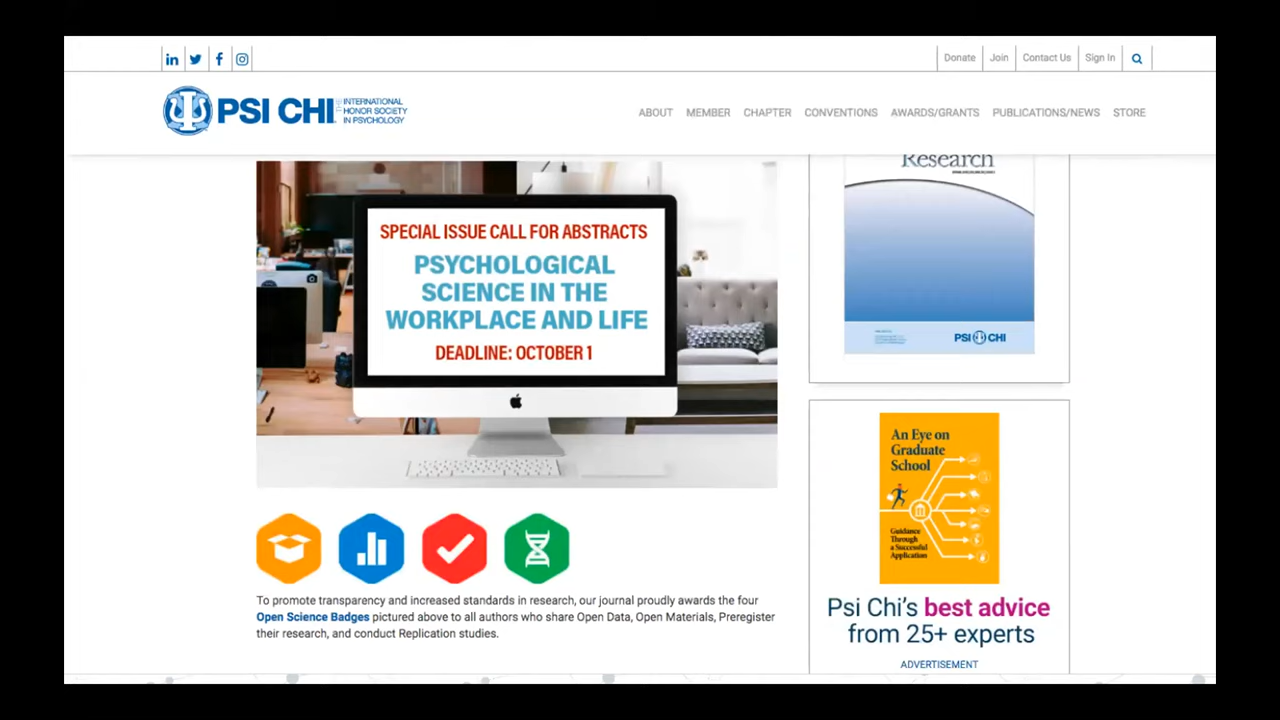 Donate
Join
Contact Us
Sign In
PSI CHI
THE
INTERNATIONAL
HONOR SOCIETY
IN PSYCHOLOGY
ABOUT
MEMBER
CHAPTER
CONVENTIONS
AWARDS/GRANTS
PUBLICATIONS/NEWS
STORE
SPECIAL ISSUE CALL FOR ABSTRACTS
PSYCHOLOGICAL
SCIENCE IN THE
WORKPLACE AND LIFE
DEADLINE: OCTOBER 1
To promote transparency and increased standards in research, our journal proudly awards the four
Open Science Badges pictured above to all authors who share Open Data, Open Materials, Preregister
their research, and conduct Replication studies.
Research
PSI CHI
An Eye on
Graduate
School
Guidance
Through
a Successful
Application
Psi Chi's best advice
from 25+ experts
ADVERTISEMENT